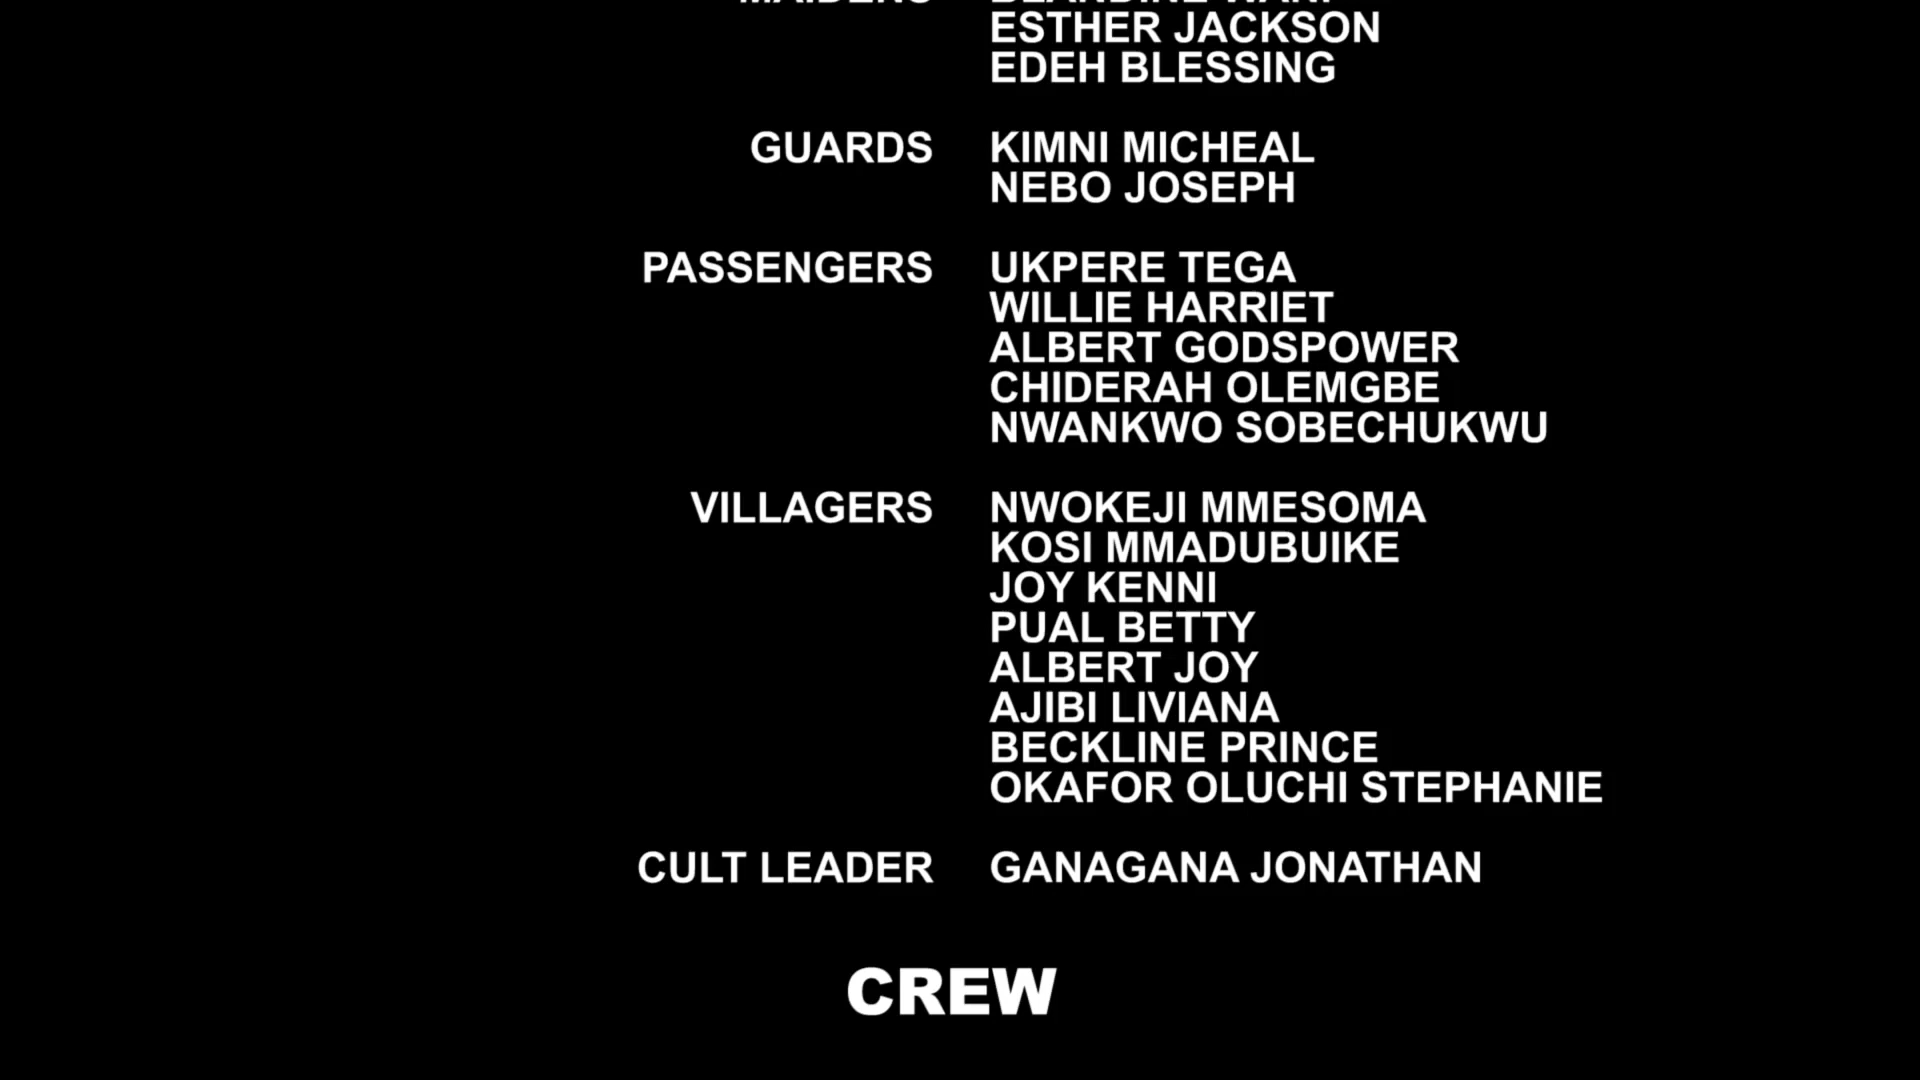 MAIDENS BLANDINE
ESTHER JACKSON
EDEH BLESSING
GUARDS KIMNI MICHEAL
NEBO JOSEPH
PASSENGERS UKPERE TEGA
WILLIE HARRIET
ALBERT GODSPOWER
CHIDERAH OLEMGBE
NWANKWO SOBECHUKWU
VILLAGERS NWOKEJI MMESOMA
KOSI MMADUBUIKE
JOY KENNI
PUAL BETTY
ALBERT JOY
AJIBI LIVIANA
BECKLINE PRINCE
OKAFOR OLUCHI STEPHANIE
CULT LEADER GANAGANA JONATHAN
CREW